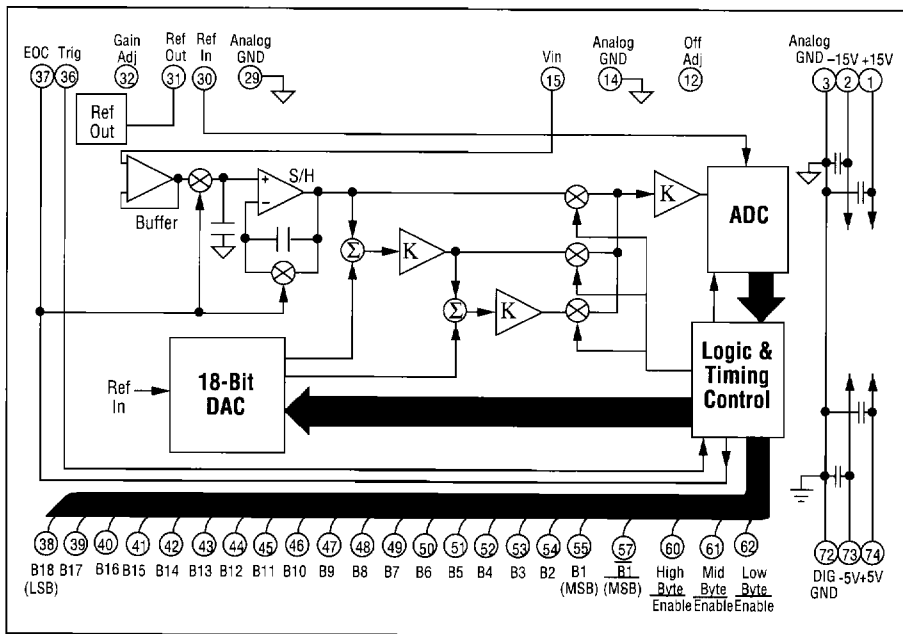 EOC Trig Gain Adj Ref Out Ref In Analog GND Vin Analog GND Off Adj Analog GND -15V +15V
37 36 32 31 30 29 15 14 12 3 2 1
Ref Out
S/H
Buffer
K
ADC
Σ
K
Σ
K
Logic & Timing Control
18-Bit DAC
Ref In
38 39 40 41 42 43 44 45 46 47 48 49 50 51 52 53 54 55 57 60 61 62 72 73 74
B18 (LSB) B17 B16 B15 B14 B13 B12 B11 B10 B9 B8 B7 B6 B5 B4 B3 B2 B1 (MSB) B1 (MSB) High Byte Enable Mid Byte Enable Low Byte Enable DIG GND -5V +5V